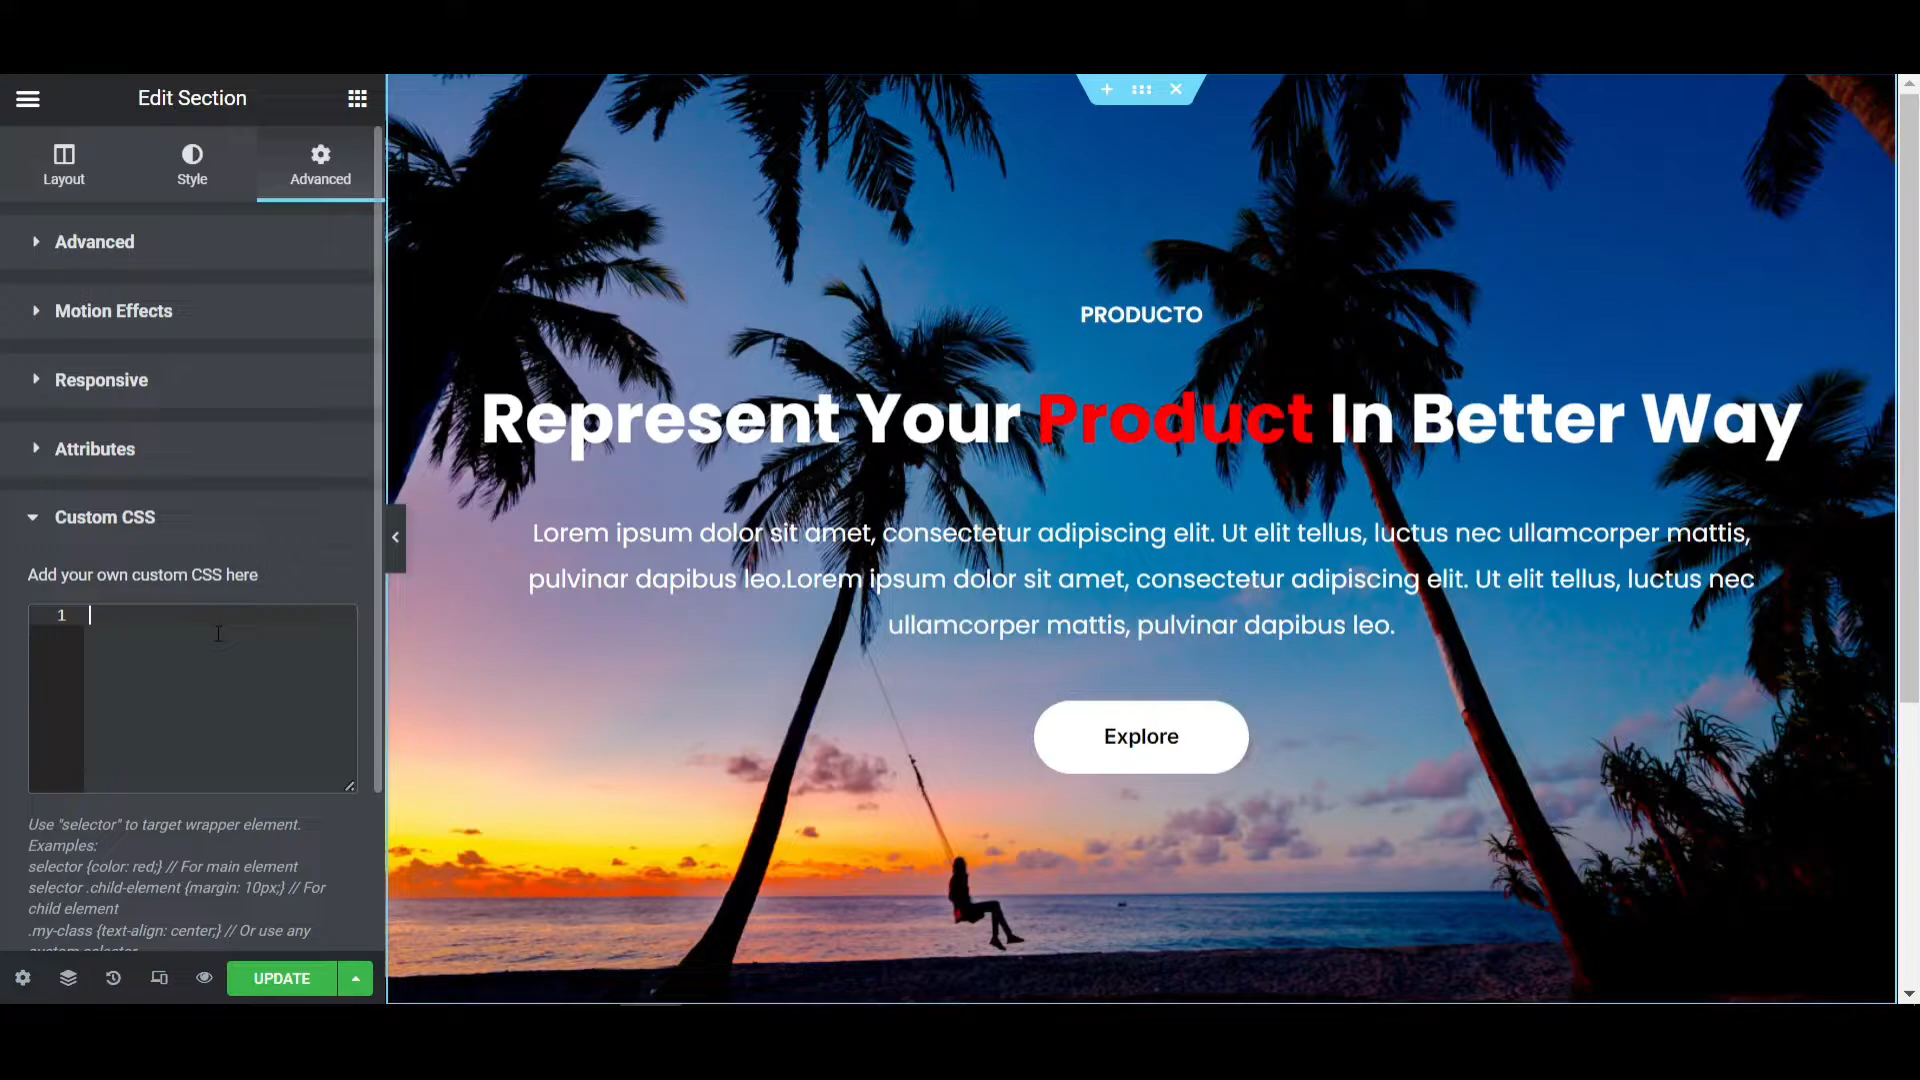 Edit Section
Layout
Style
Advanced
Advanced
Motion Effects
Responsive
Attributes
Custom CSS
Add your own custom CSS here
1
Use "selector" to target wrapper element.
Examples:
selector {color: red;} // For main element
selector .child-element {margin: 10px;} // For
child element
.my-class {text-align: center;} // Or use any
custom selector
UPDATE
PRODUCTO
Represent Your Product In Better Way
Lorem ipsum dolor sit amet, consectetur adipiscing elit. Ut elit tellus, luctus nec ullamcorper mattis,
pulvinar dapibus leo.Lorem ipsum dolor sit amet, consectetur adipiscing elit. Ut elit tellus, luctus nec
ullamcorper mattis, pulvinar dapibus leo.
Explore